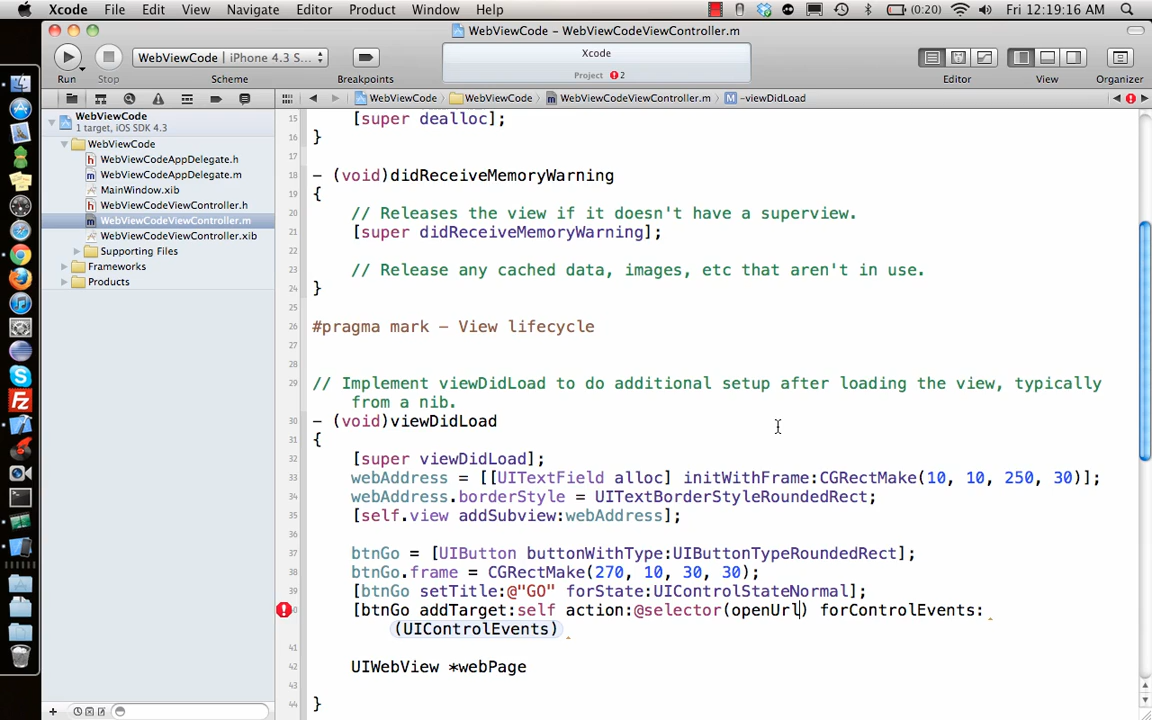 Xcode File Edit View Navigate Editor Product Window Help (0:20) Fri 12:19:16 AM
WebViewCode – WebViewCodeViewController.m
WebViewCode | iPhone 4.3 S...
Xcode
Project 2
Run Stop Scheme Breakpoints Editor View Organizer
WebViewCode WebViewCode WebViewCodeViewController.m M -viewDidLoad
WebViewCode
1 target, iOS SDK 4.3
WebViewCode
h WebViewCodeAppDelegate.h
m WebViewCodeAppDelegate.m
MainWindow.xib
h WebViewCodeViewController.h
m WebViewCodeViewController.m
WebViewCodeViewController.xib
Supporting Files
Frameworks
Products
15 [super dealloc];
16 }
17
18 – (void)didReceiveMemoryWarning
19 {
20 // Releases the view if it doesn't have a superview.
21 [super didReceiveMemoryWarning];
22
23 // Release any cached data, images, etc that aren't in use.
24 }
25
26 #pragma mark – View lifecycle
27
28
29 // Implement viewDidLoad to do additional setup after loading the view, typically
from a nib.
30 – (void)viewDidLoad
31 {
32 [super viewDidLoad];
33 webAddress = [[UITextField alloc] initWithFrame:CGRectMake(10, 10, 250, 30)];
34 webAddress.borderStyle = UITextBorderStyleRoundedRect;
35 [self.view addSubview:webAddress];
36
37 btnGo = [UIButton buttonWithType:UIButtonTypeRoundedRect];
38 btnGo.frame = CGRectMake(270, 10, 30, 30);
39 [btnGo setTitle:@"GO" forState:UIControlStateNormal];
[btnGo addTarget:self action:@selector(openUrl) forControlEvents:
(UIControlEvents)
41
42 UIWebView *webPage
43
44 }